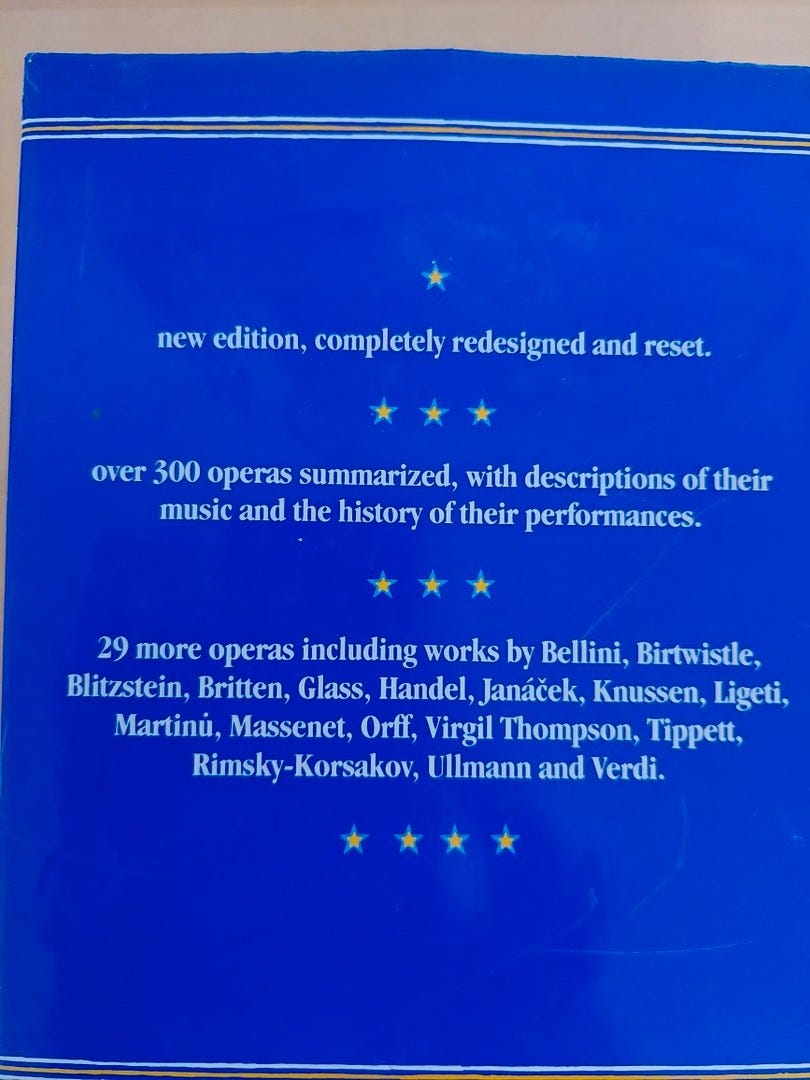 new edition, completely redesigned and reset.
over 300 operas summarized, with descriptions of their
music and the history of their performances.
29 more operas including works by Bellini, Birtwistle,
Blitzstein, Britten, Glass, Handel, Janáček, Knussen, Ligeti,
Martinů, Massenet, Orff, Virgil Thompson, Tippett,
Rimsky-Korsakov, Ullmann and Verdi.